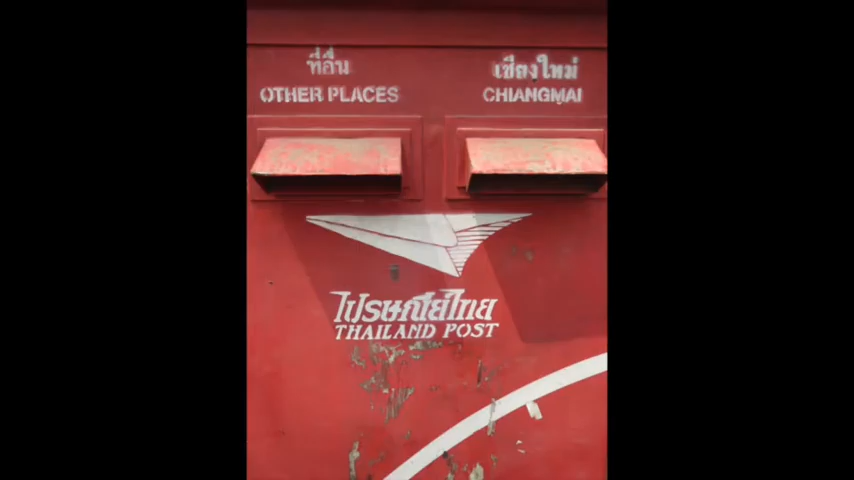 ที่อื่น
OTHER PLACES
เชียงใหม่
CHIANGMAI
ไปรษณีย์ไทย
THAILAND POST